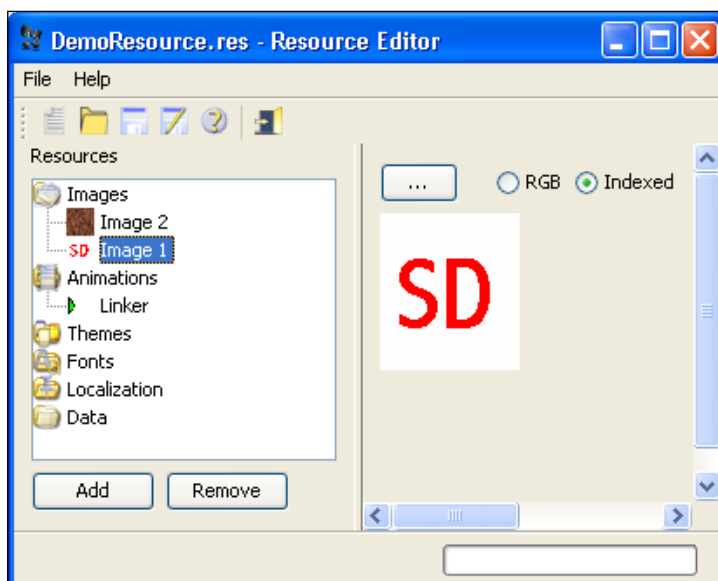 DemoResource.res - Resource Editor
File Help
Resources
Images
Image 2
SD Image 1
Animations
Linker
Themes
Fonts
Localization
Data
Add Remove
... RGB Indexed
SD